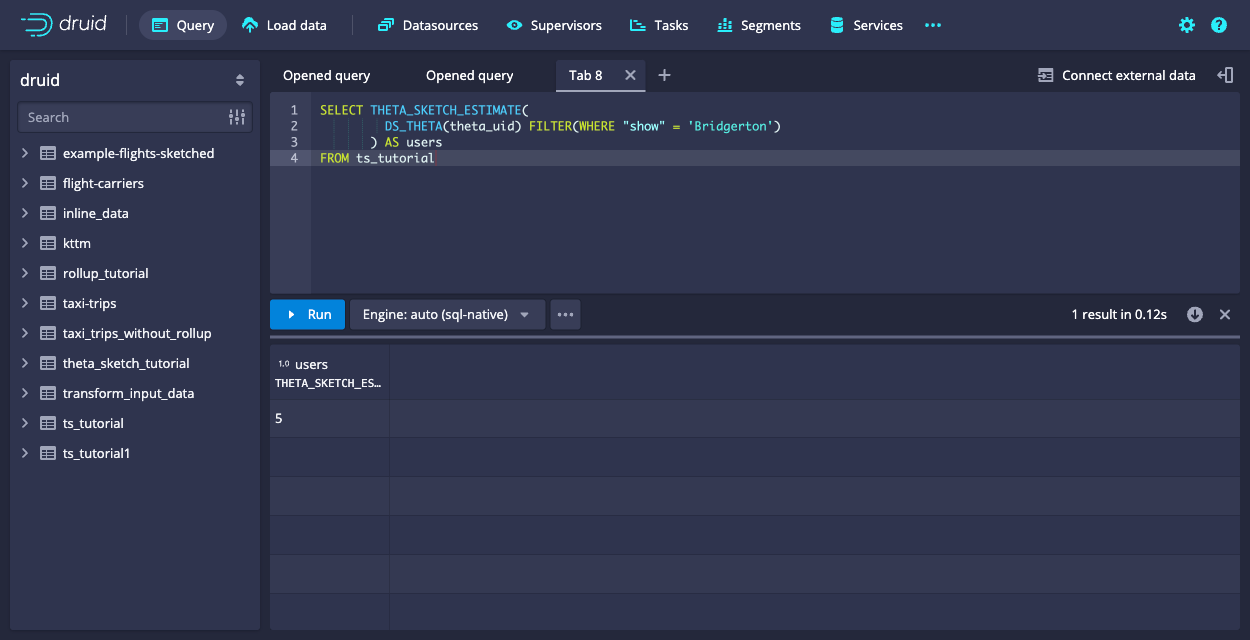 druid
Query
Load data
Datasources
Supervisors
Tasks
Segments
Services
druid
Search
example-flights-sketched
flight-carriers
inline_data
kttm
rollup_tutorial
taxi-trips
taxi_trips_without_rollup
theta_sketch_tutorial
transform_input_data
ts_tutorial
ts_tutorial1
Opened query
Opened query
Tab 8
Connect external data
1 SELECT THETA_SKETCH_ESTIMATE(
2 DS_THETA(theta_uid) FILTER(WHERE "show" = 'Bridgerton')
3 ) AS users
4 FROM ts_tutorial
Run
Engine: auto (sql-native)
1 result in 0.12s
1.0 users
THETA_SKETCH_ES...
5